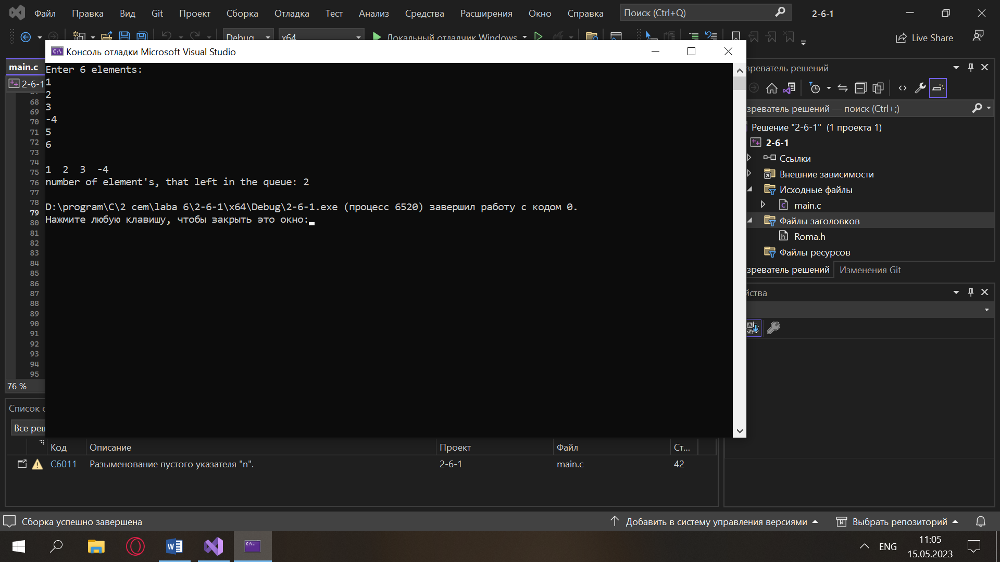 Файл Правка Вид Git Проект Сборка Отладка Тест Анализ Средства Расширения Окно Справка Поиск (Ctrl+Q) 2-6-1
Debug x64 Локальный отладчик Windows Live Share
Консоль отладки Microsoft Visual Studio
main.c
2-6-1
Enter 6 elements:
1
2
3
-4
5
6
1 2 3 -4
number of element's, that left in the queue: 2
D:\program\C\2 cem\laba 6\2-6-1\x64\Debug\2-6-1.exe (процесс 6520) завершил работу с кодом 0.
Нажмите любую клавишу, чтобы закрыть это окно:
68
69
70
71
72
73
74
75
76
77
78
79
80
81
82
83
84
85
86
87
88
89
90
91
92
93
94
95
76 %
зреватель решений
зреватель решений — поиск (Ctrl+;)
Решение "2-6-1" (1 проекта 1)
2-6-1
Ссылки
Внешние зависимости
Исходные файлы
main.c
Файлы заголовков
Roma.h
Файлы ресурсов
зреватель решений Изменения Git
йства
Список
Все реш
Код Описание Проект Файл Ст...
C6011 Разыменование пустого указателя "n". 2-6-1 main.c 42
Сборка успешно завершена Добавить в систему управления версиями Выбрать репозиторий
ENG
11:05
15.05.2023